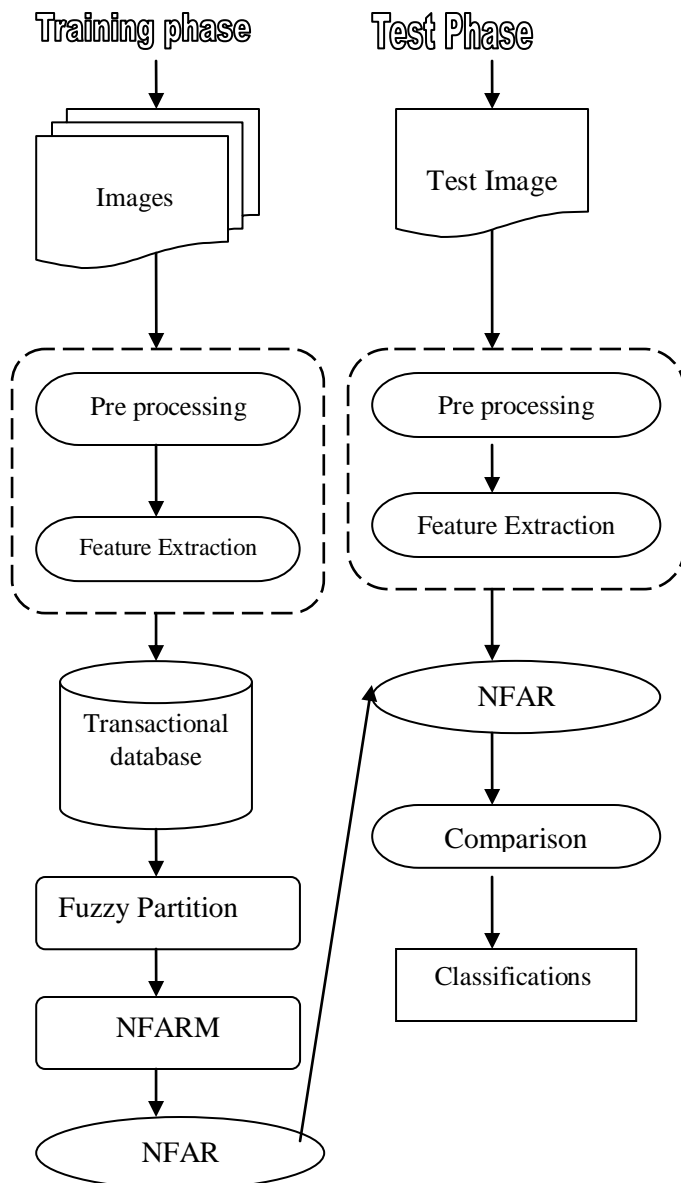 Training phase
Images
Pre processing
Feature Extraction
Transactional
database
Fuzzy Partition
NFARM
NFAR
Test Phase
Test Image
Pre processing
Feature Extraction
NFAR
Comparison
Classifications